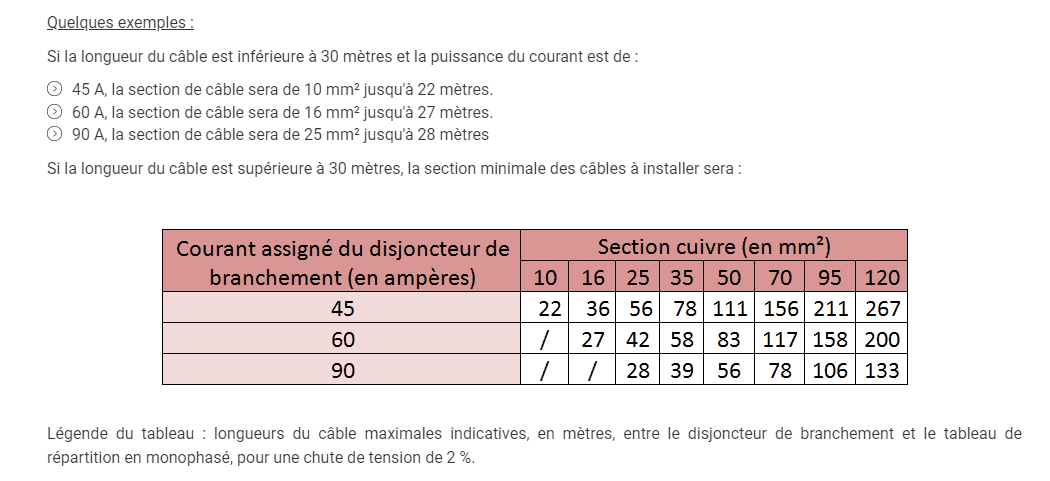 Quelques exemples :
Si la longueur du câble est inférieure à 30 mètres et la puissance du courant est de :
45 A, la section de câble sera de 10 mm² jusqu'à 22 mètres.
60 A, la section de câble sera de 16 mm² jusqu'à 27 mètres.
90 A, la section de câble sera de 25 mm² jusqu'à 28 mètres
Si la longueur du câble est supérieure à 30 mètres, la section minimale des câbles à installer sera :
Courant assigné du disjoncteur de branchement (en ampères) Section cuivre (en mm²)
10 16 25 35 50 70 95 120
45 22 36 56 78 111 156 211 267
60 / 27 42 58 83 117 158 200
90 / / 28 39 56 78 106 133
Légende du tableau : longueurs du câble maximales indicatives, en mètres, entre le disjoncteur de branchement et le tableau de
répartition en monophasé, pour une chute de tension de 2 %.